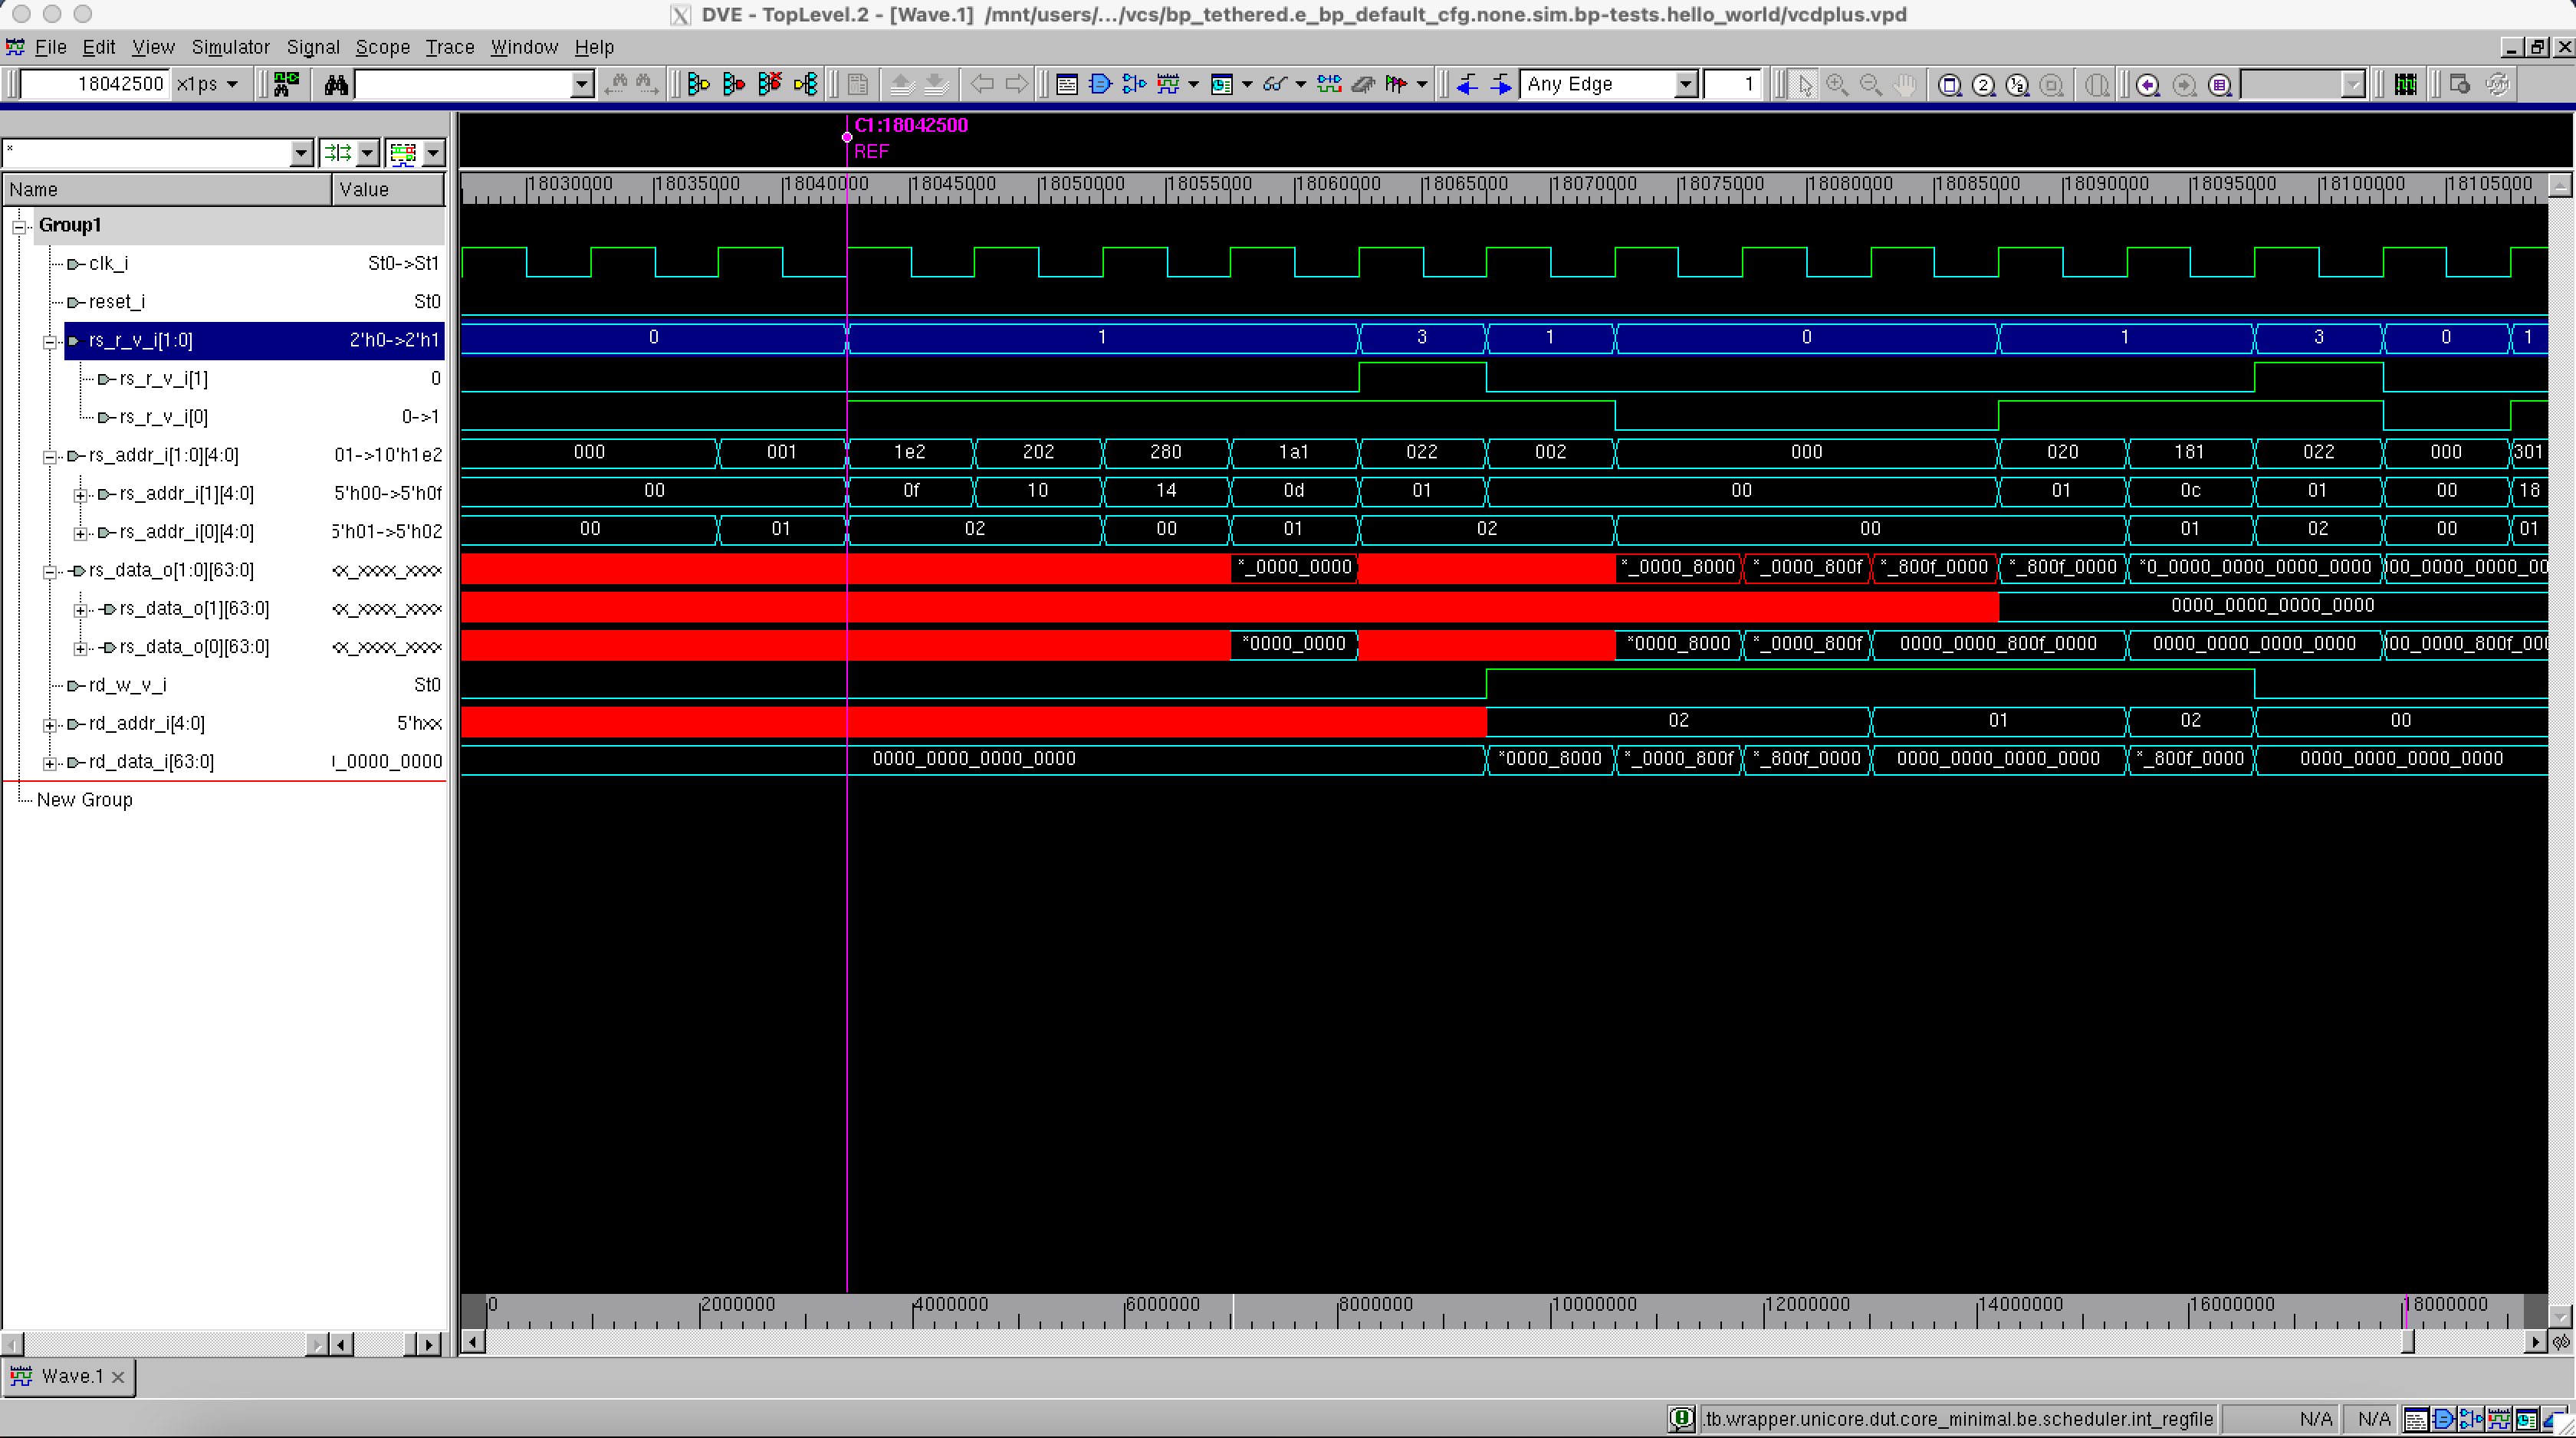 DVE - TopLevel.2 - [Wave.1]  /mnt/users/.../vcs/bp_tethered.e_bp_default_cfg.none.sim.bp-tests.hello_world/vcdplus.vpd
File Edit View Simulator Signal Scope Trace Window Help
18042500 x1ps Any Edge 1
C1:18042500
* REF
Name Value 18030000 18035000 18040000 18045000 18050000 18055000 18060000 18065000 18070000 18075000 18080000 18085000 18090000 18095000 18100000 18105000
Group1
clk_i St0->St1
reset_i St0
rs_r_v_i[1:0] 2'h0->2'h1 0 1 3 1 0 1 3 0 1
rs_r_v_i[1] 0
rs_r_v_i[0] 0->1
rs_addr_i[1:0][4:0] 01->10'h1e2 000 001 1e2 202 280 1a1 022 002 000 020 181 022 000 301
rs_addr_i[1][4:0] 5'h00->5'h0f 00 0f 10 14 0d 01 00 01 0c 01 00 18
rs_addr_i[0][4:0] 5'h01->5'h02 00 01 02 00 01 02 00 01 02 00 01
rs_data_o[1:0][63:0] xx_xxxx_xxxx *_0000_0000 *_0000_8000 *_0000_800f *_800f_0000 *_800f_0000 *0_0000_0000_0000_0000 00_0000_0000_00
rs_data_o[1][63:0] xx_xxxx_xxxx 0000_0000_0000_0000
rs_data_o[0][63:0] xx_xxxx_xxxx *0000_0000 *0000_8000 *_0000_800f 0000_0000_800f_0000 0000_0000_0000_0000 00_0000_800f_000
rd_w_v_i St0
rd_addr_i[4:0] 5'hxx 02 01 02 00
rd_data_i[63:0] _0000_0000 0000_0000_0000_0000 *0000_8000 *_0000_800f *_800f_0000 0000_0000_0000_0000 *_800f_0000 0000_0000_0000_0000
New Group
0 2000000 4000000 6000000 8000000 10000000 12000000 14000000 16000000 18000000
Wave.1
.tb.wrapper.unicore.dut.core_minimal.be.scheduler.int_regfile N/A N/A